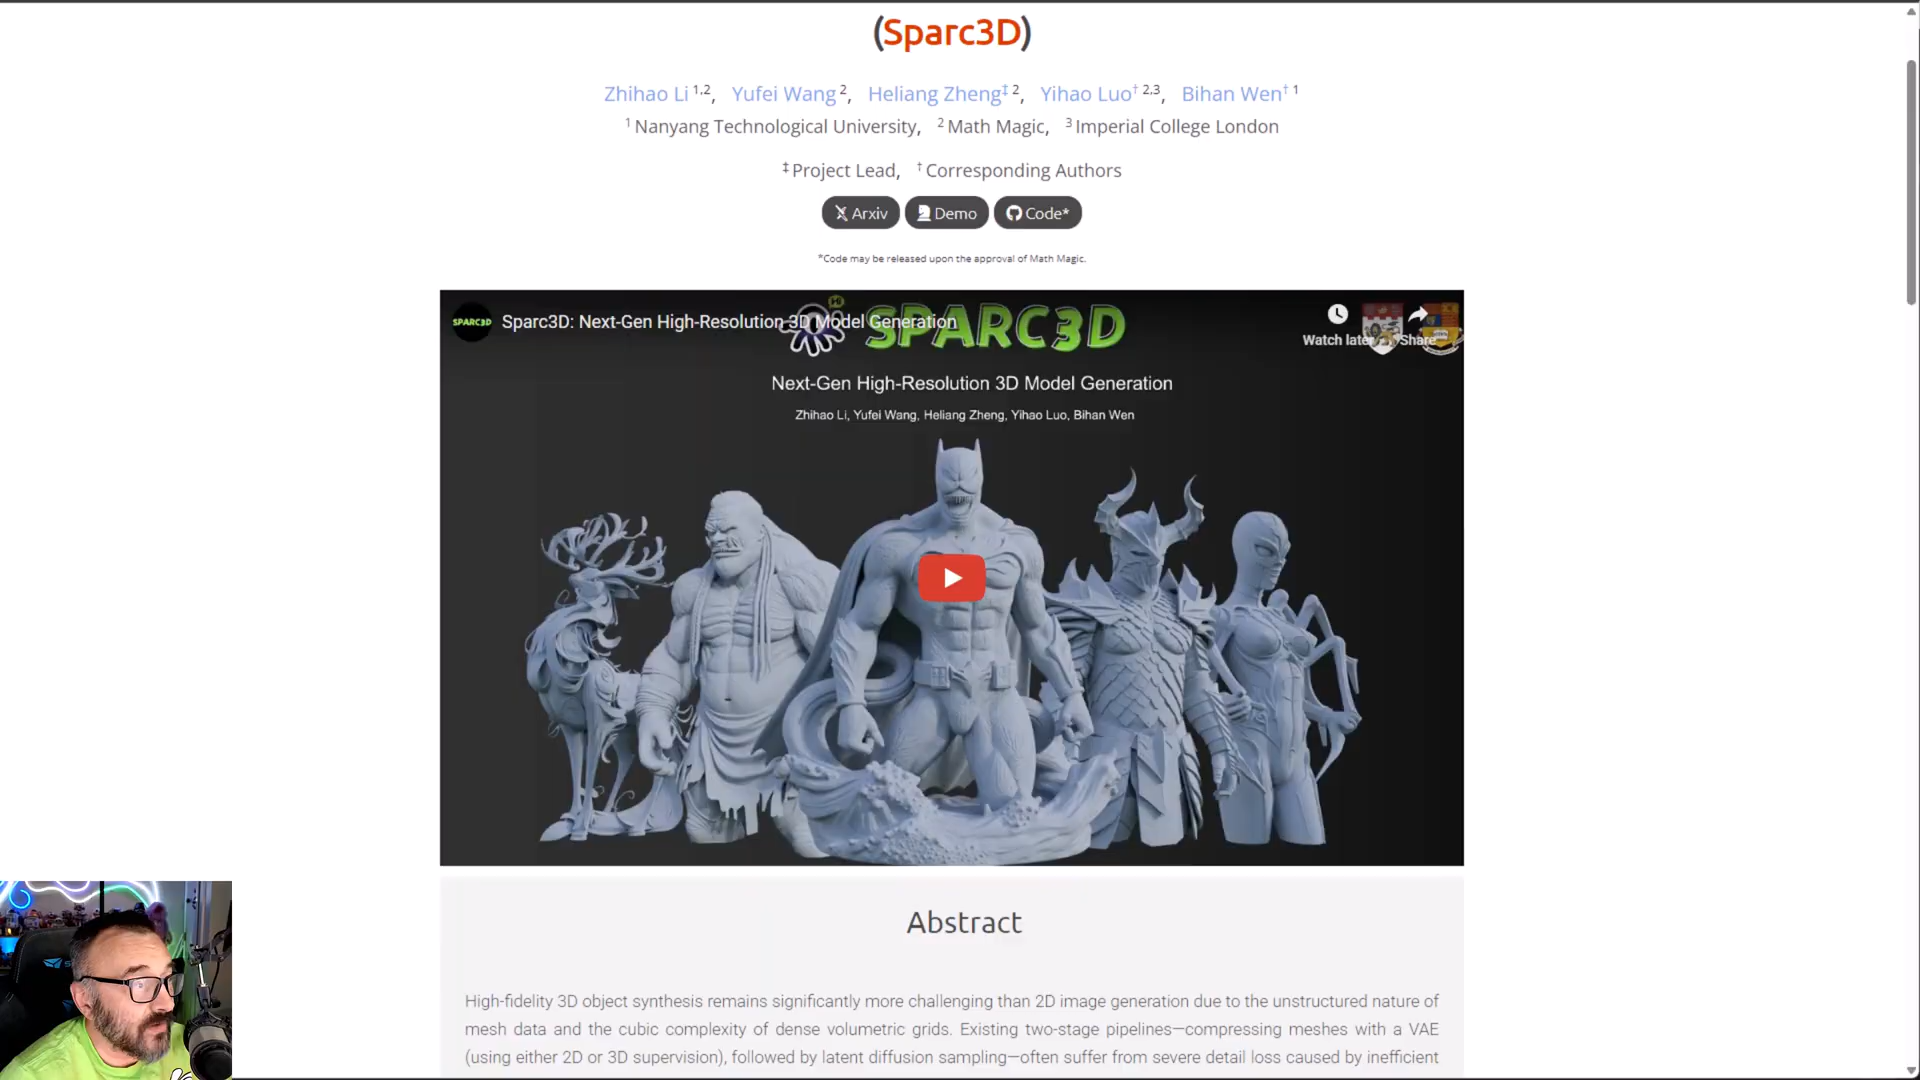 (Sparc3D)
Zhihao Li 1,2, Yufei Wang 2, Heliang Zheng‡ 2, Yihao Luo† 2,3, Bihan Wen† 1
1 Nanyang Technological University, 2 Math Magic, 3 Imperial College London
‡ Project Lead, † Corresponding Authors
Arxiv Demo Code*
*Code may be released upon the approval of Math Magic.
SPARC3D Sparc3D: Next-Gen High-Resolution 3D Model Generation
Hi
SPARC3D
Watch later Share
Next-Gen High-Resolution 3D Model Generation
Zhihao Li, Yufei Wang, Heliang Zheng, Yihao Luo, Bihan Wen
Abstract
High-fidelity 3D object synthesis remains significantly more challenging than 2D image generation due to the unstructured nature of
mesh data and the cubic complexity of dense volumetric grids. Existing two-stage pipelines—compressing meshes with a VAE
(using either 2D or 3D supervision), followed by latent diffusion sampling—often suffer from severe detail loss caused by inefficient